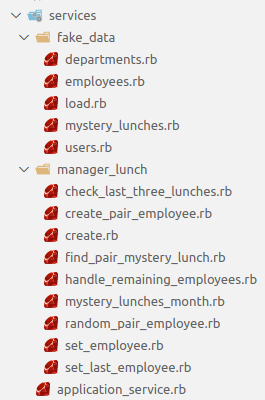 services
fake_data
departments.rb
employees.rb
load.rb
mystery_lunches.rb
users.rb
manager_lunch
check_last_three_lunches.rb
create_pair_employee.rb
create.rb
find_pair_mystery_lunch.rb
handle_remaining_employees.rb
mystery_lunches_month.rb
random_pair_employee.rb
set_employee.rb
set_last_employee.rb
application_service.rb